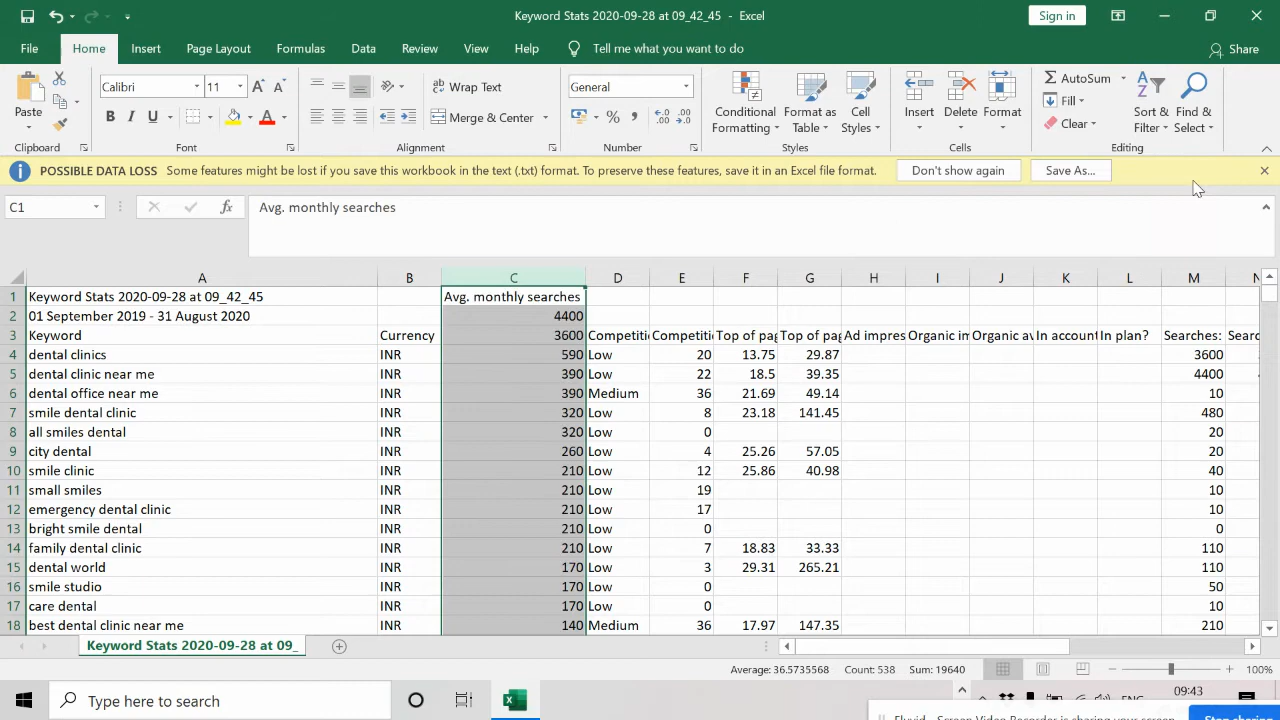 Keyword Stats 2020-09-28 at 09_42_45 - Excel
Sign in
File Home Insert Page Layout Formulas Data Review View Help Tell me what you want to do Share
Calibri 11 Wrap Text General AutoSum
Fill
Paste B I U Merge & Center % Conditional Formatting Format as Table Cell Styles Insert Delete Format Clear Sort & Filter Find & Select
Clipboard Font Alignment Number Styles Cells Editing
POSSIBLE DATA LOSS Some features might be lost if you save this workbook in the text (.txt) format. To preserve these features, save it in an Excel file format. Don't show again Save As...
C1 fx Avg. monthly searches
A B C D E F G H I J K L M N
1 Keyword Stats 2020-09-28 at 09_42_45 Avg. monthly searches
2 01 September 2019 - 31 August 2020 4400
3 Keyword Currency 3600 Competiti Competiti Top of pag Top of pag Ad impres Organic im Organic av In account In plan? Searches: Searc
4 dental clinics INR 590 Low 20 13.75 29.87 3600
5 dental clinic near me INR 390 Low 22 18.5 39.35 4400
6 dental office near me INR 390 Medium 36 21.69 49.14 10
7 smile dental clinic INR 320 Low 8 23.18 141.45 480
8 all smiles dental INR 320 Low 0 20
9 city dental INR 260 Low 4 25.26 57.05 20
10 smile clinic INR 210 Low 12 25.86 40.98 40
11 small smiles INR 210 Low 19 10
12 emergency dental clinic INR 210 Low 17 10
13 bright smile dental INR 210 Low 0 0
14 family dental clinic INR 210 Low 7 18.83 33.33 110
15 dental world INR 170 Low 3 29.31 265.21 110
16 smile studio INR 170 Low 0 50
17 care dental INR 170 Low 0 10
18 best dental clinic near me INR 140 Medium 36 17.97 147.35 210
Keyword Stats 2020-09-28 at 09_
Average: 36.5735568 Count: 538 Sum: 19640 100%
Type here to search ENG 09:43